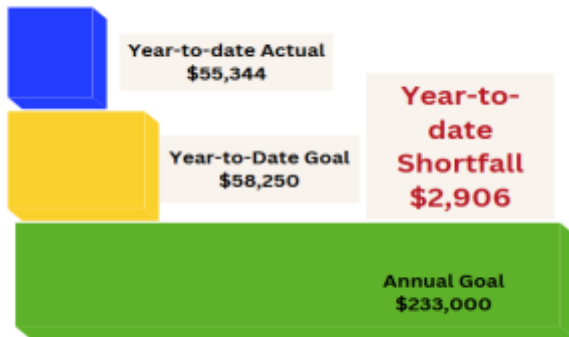 Year-to-date Actual
$55,344
Year-to-Date Goal
$58,250
Year-to-
date
Shortfall
$2,906
Annual Goal
$233,000